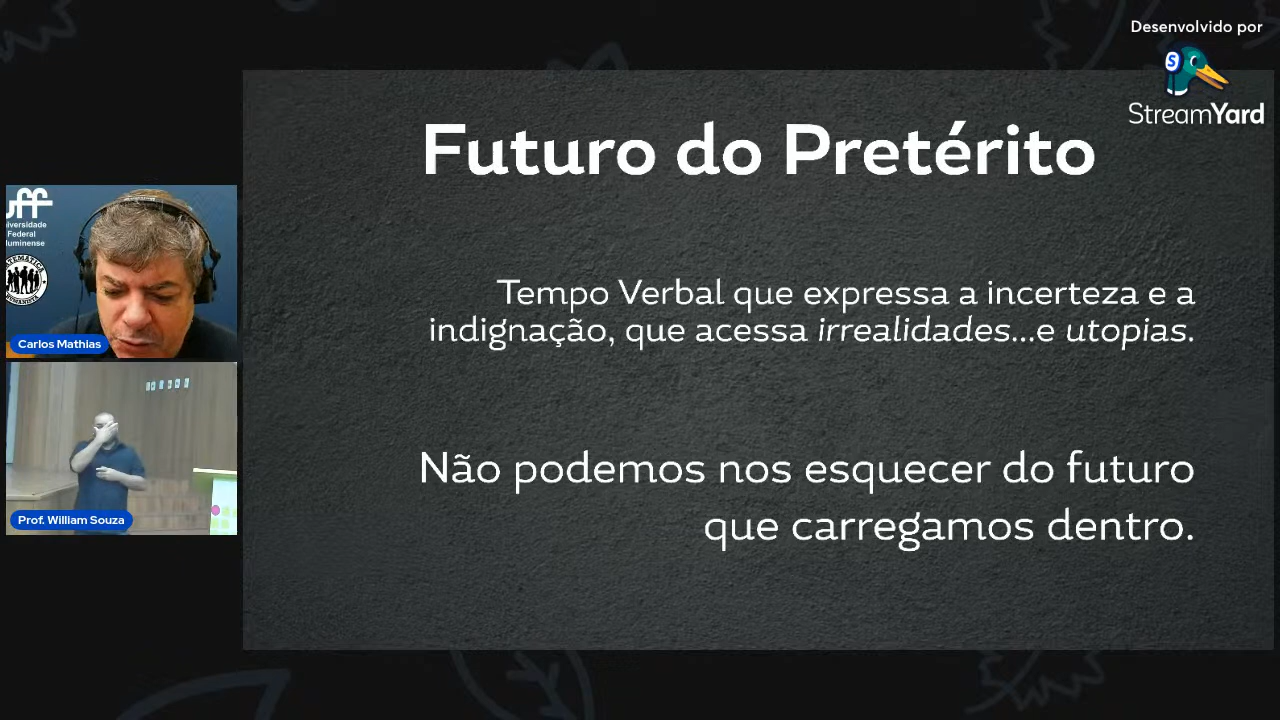 Desenvolvido por
StreamYard
Futuro do Pretérito
Tempo Verbal que expressa a incerteza e a
indignação, que acessa irrealidades...e utopias.
Não podemos nos esquecer do futuro
que carregamos dentro.
uff
Federal
Carlos Mathias
Prof. William Souza